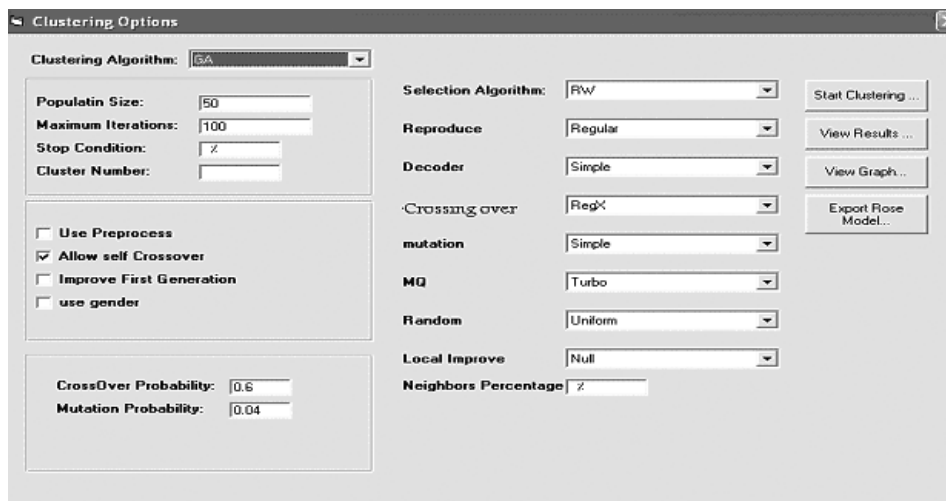 Clustering Options
Clustering Algorithm: GA
Populatin Size: 50
Maximum Iterations: 100
Stop Condition: %
Cluster Number:
Use Preprocess
Allow self Crossover
Improve First Generation
use gender
CrossOver Probability: 0.6
Mutation Probability: 0.04
Selection Algorithm: RW
Reproduce Regular
Decoder Simple
Crossing over RegX
mutation Simple
MQ Turbo
Random Uniform
Local Improve Null
Neighbors Percentage %
Start Clustering ...
View Results ...
View Graph...
Export Rose
Model...